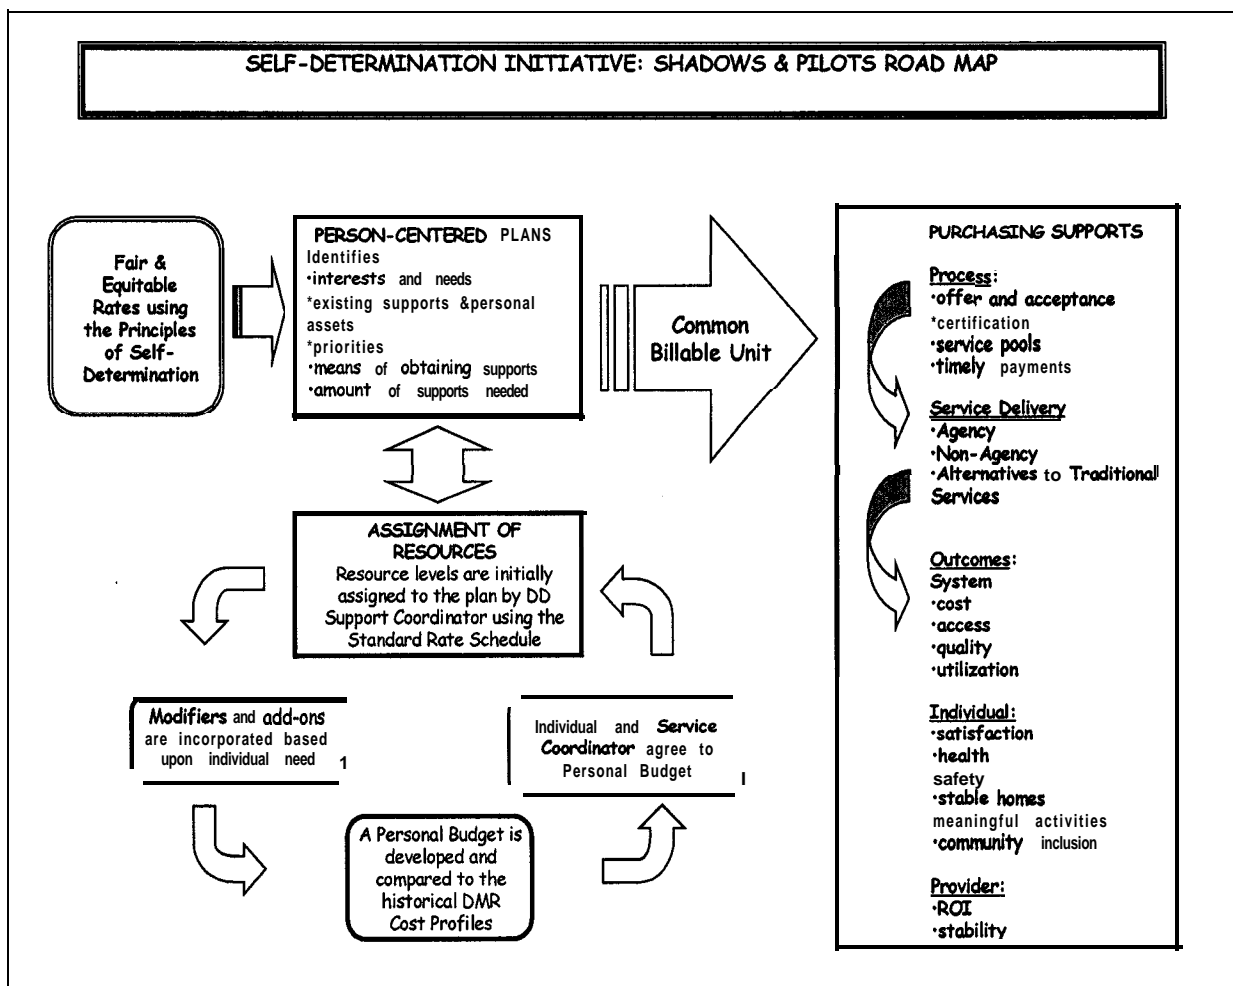 SELF-DETERMINATION INITIATIVE: SHADOWS & PILOTS ROAD MAP
Fair &
Equitable
Rates using
the Principles
of Self-
Determination
PERSON-CENTERED PLANS
Identifies
•interests and needs
*existing supports &personal
assets
*priorities
•means of obtaining supports
•amount of supports needed
Common
Billable Unit
ASSIGNMENT OF
RESOURCES
Resource levels are initially
assigned to the plan by DD
Support Coordinator using the
Standard Rate Schedule
Modifiers and add-ons
are incorporated based
upon individual need 1
A Personal Budget is
developed and
compared to the
historical DMR
Cost Profiles
Individual and Service
Coordinator agree to
Personal Budget I
PURCHASING SUPPORTS
Process:
•offer and acceptance
*certification
•service pools
•timely payments
Service Delivery
•Agency
•Non-Agency
•Alternatives to Traditional
Services
Outcomes:
System
•cost
•access
•quality
•utilization
Individual:
•satisfaction
•health
safety
•stable homes
meaningful activities
•community inclusion
Provider:
•ROI
•stability